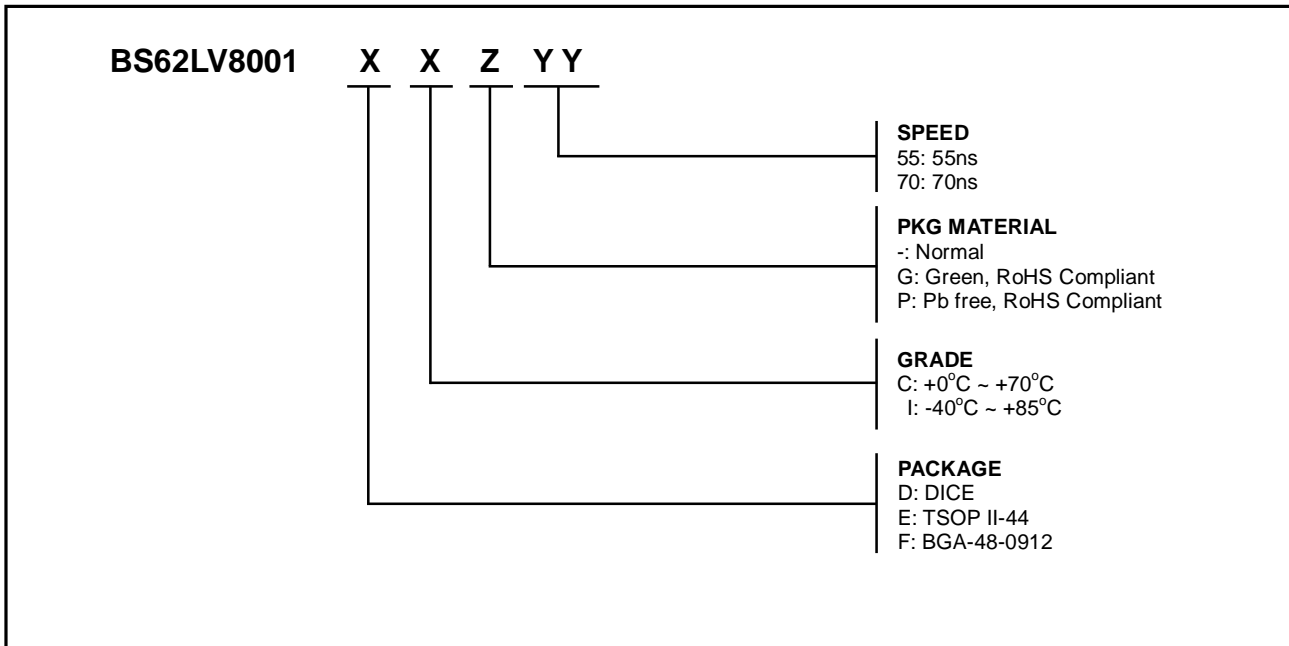 BS62LV8001 X X Z Y Y
SPEED
55: 55ns
70: 70ns
PKG MATERIAL
-: Normal
G: Green, RoHS Compliant
P: Pb free, RoHS Compliant
GRADE
C: +0°C ~ +70°C
I: -40°C ~ +85°C
PACKAGE
D: DICE
E: TSOP II-44
F: BGA-48-0912